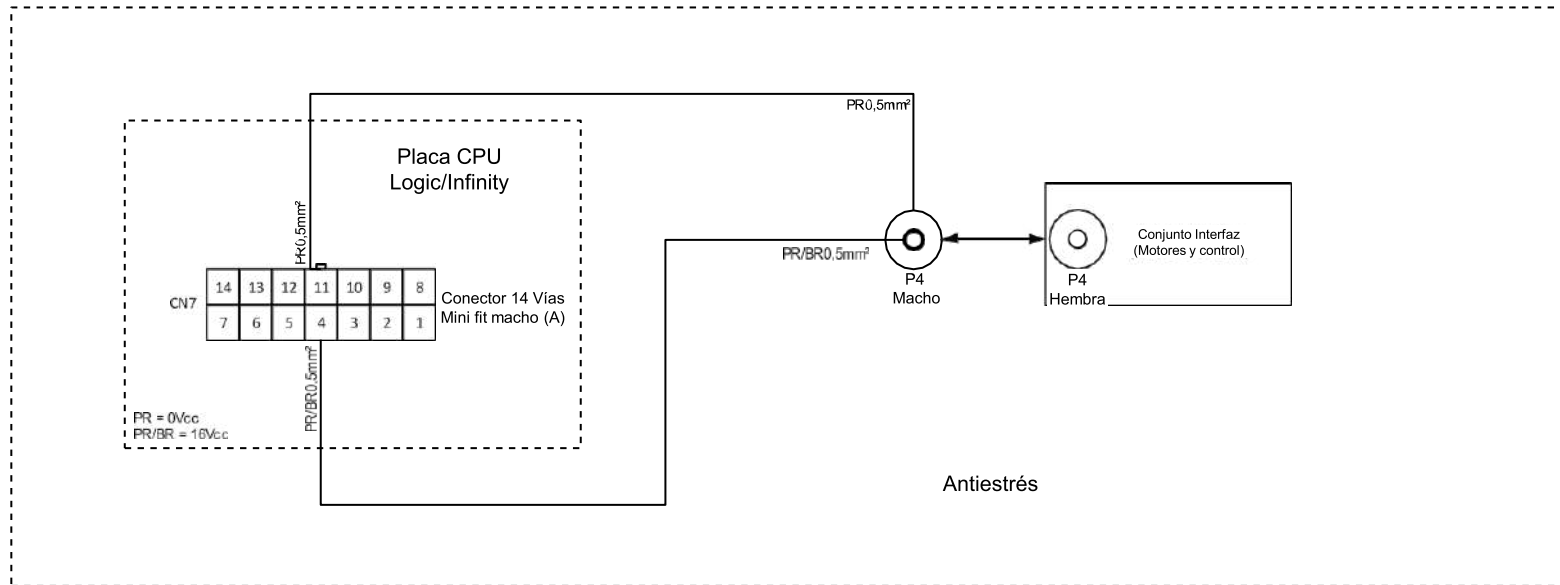 PR0,5mm²
Placa CPU
Logic/Infinity
PR0,5mm²
CN7
14 13 12 11 10 9 8
7 6 5 4 3 2 1
Conector 14 Vías
Mini fit macho (A)
PR/BR0,5mm²
PR = 0Vcc
PR/BR = 16Vcc
PR/BR0,5mm²
P4
Macho
P4
Hembra
Conjunto Interfaz
(Motores y control)
Antiestrés